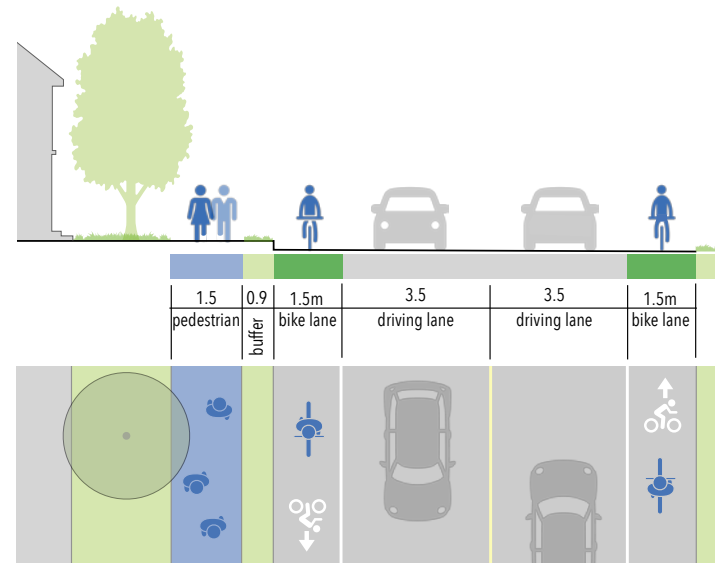 1.5 0.9 1.5m 3.5 3.5 1.5m
pedestrian buffer bike lane driving lane driving lane bike lane